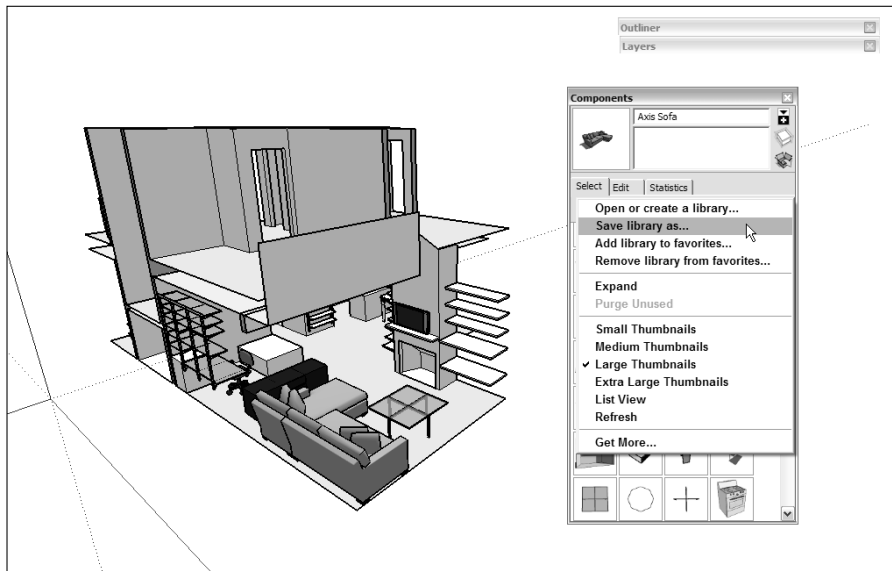 Outliner
Layers
Components
Axis Sofa
Select Edit Statistics
Open or create a library...
Save library as...
Add library to favorites...
Remove library from favorites...
Expand
Purge Unused
Small Thumbnails
Medium Thumbnails
Large Thumbnails
Extra Large Thumbnails
List View
Refresh
Get More...